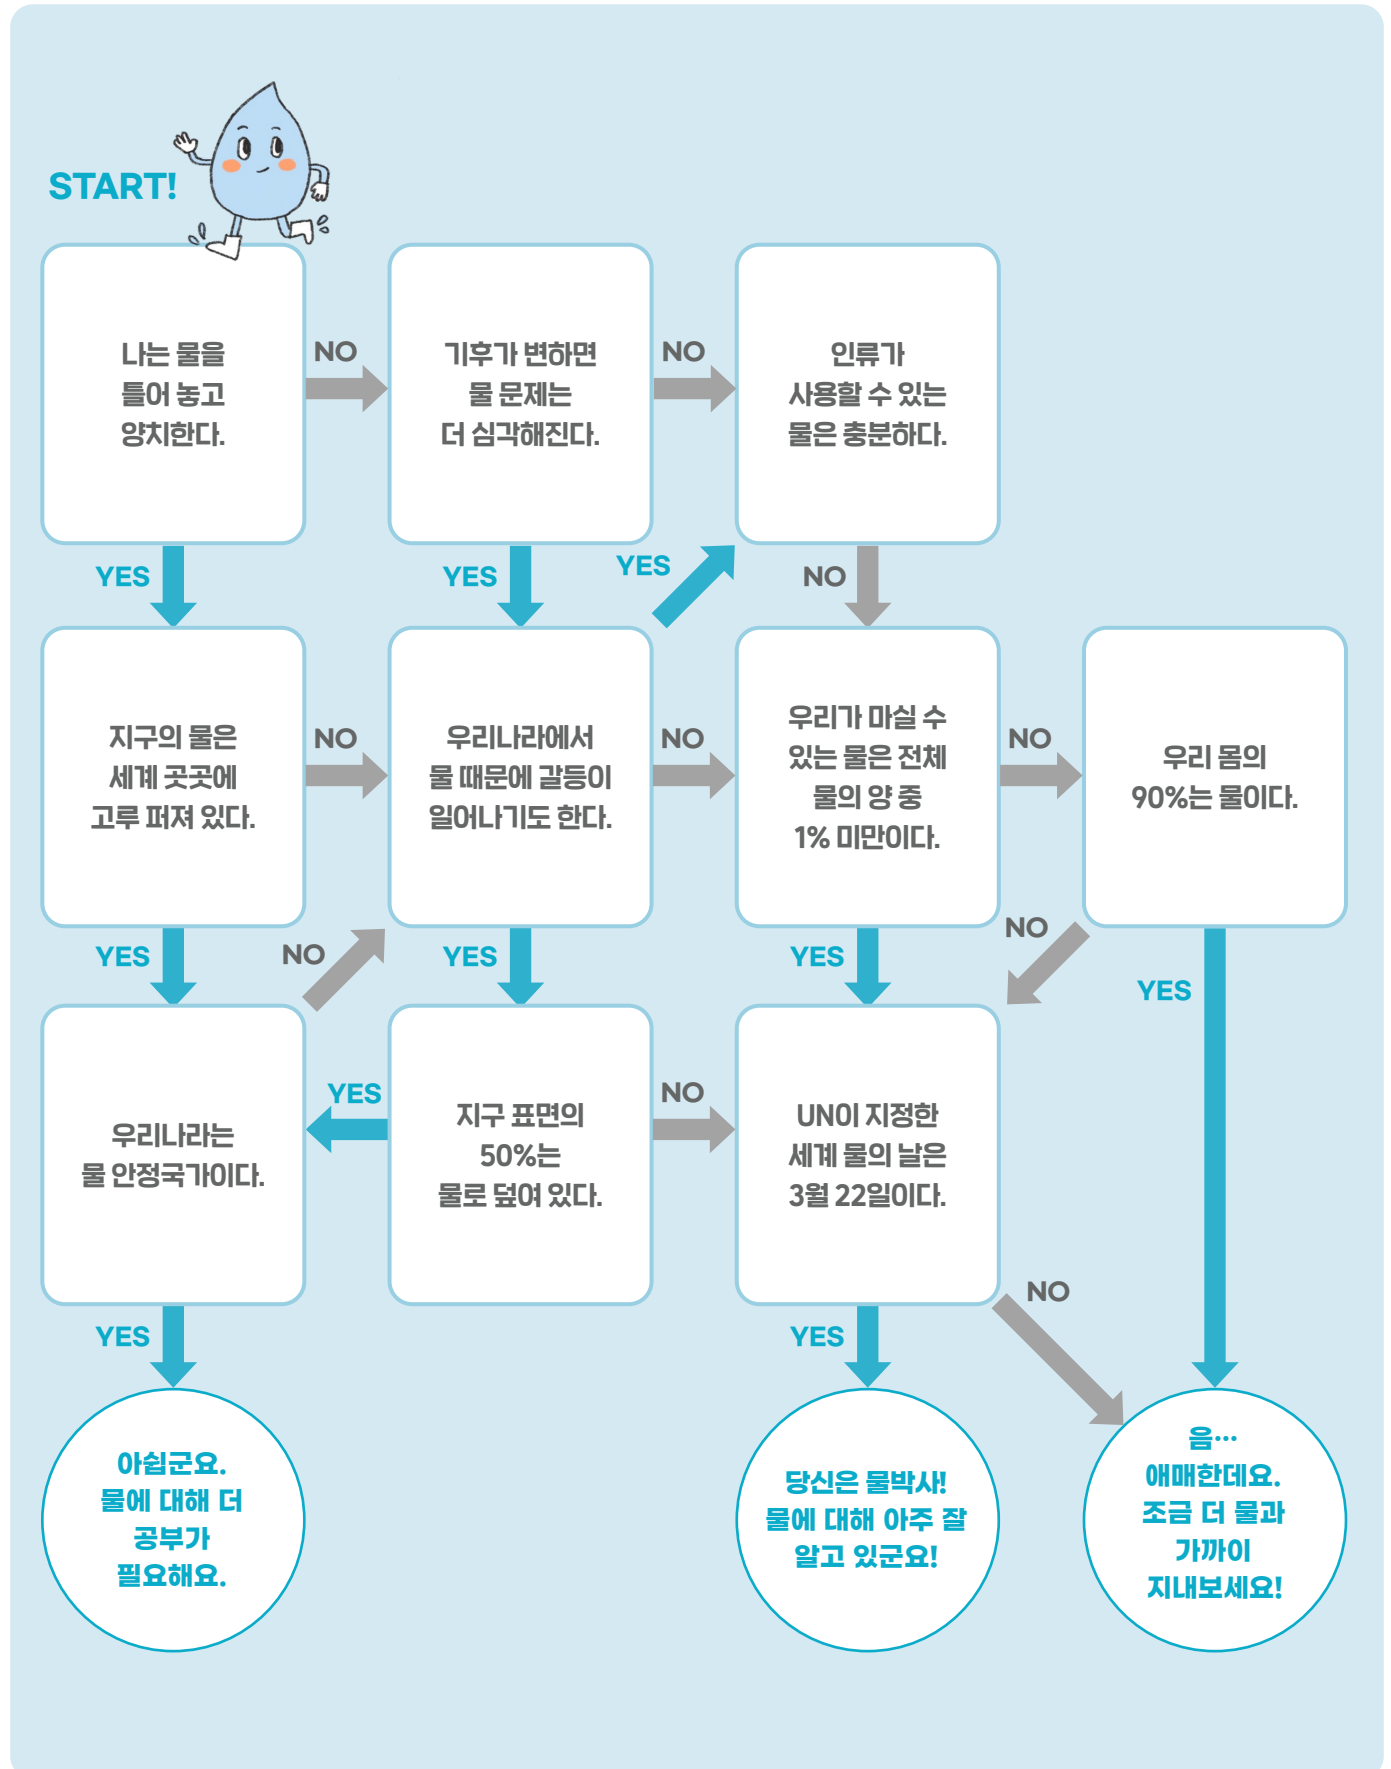 START!
나는 물을
틀어 놓고
양치한다.
NO
기후가 변하면
물 문제는
더 심각해진다.
NO
인류가
사용할 수 있는
물은 충분하다.
YES
YES
YES
NO
지구의 물은
세계 곳곳에
고루 퍼져 있다.
NO
우리나라에서
물 때문에 갈등이
일어나기도 한다.
NO
우리가 마실 수
있는 물은 전체
물의 양 중
1% 미만이다.
NO
우리 몸의
90%는 물이다.
YES
NO
YES
YES
NO
YES
우리나라는
물 안정국가이다.
YES
지구 표면의
50%는
물로 덮여 있다.
NO
UN이 지정한
세계 물의 날은
3월 22일이다.
NO
YES
YES
아쉽군요.
물에 대해 더
공부가
필요해요.
당신은 물박사!
물에 대해 아주 잘
알고 있군요!
음…
애매한데요.
조금 더 물과
가까이
지내보세요!